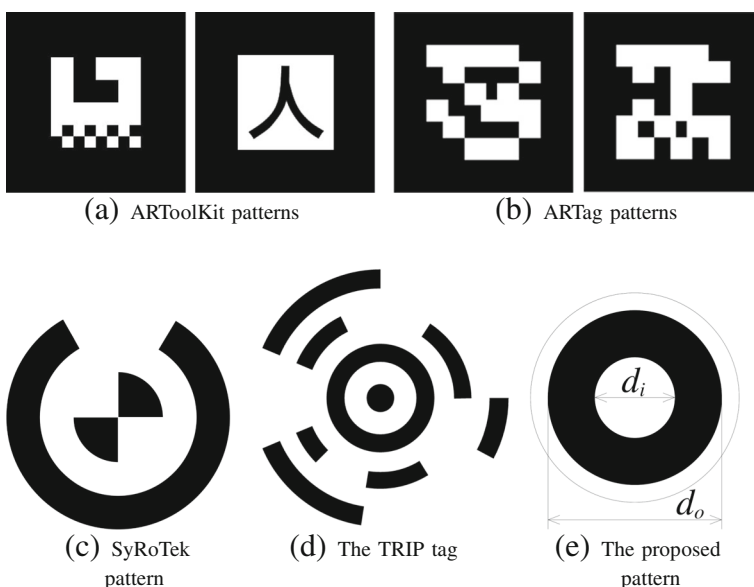 人
(a) ARToolKit patterns
(b) ARTag patterns
d_i
d_o
(c) SyRoTek
pattern
(d) The TRIP tag
(e) The proposed
pattern